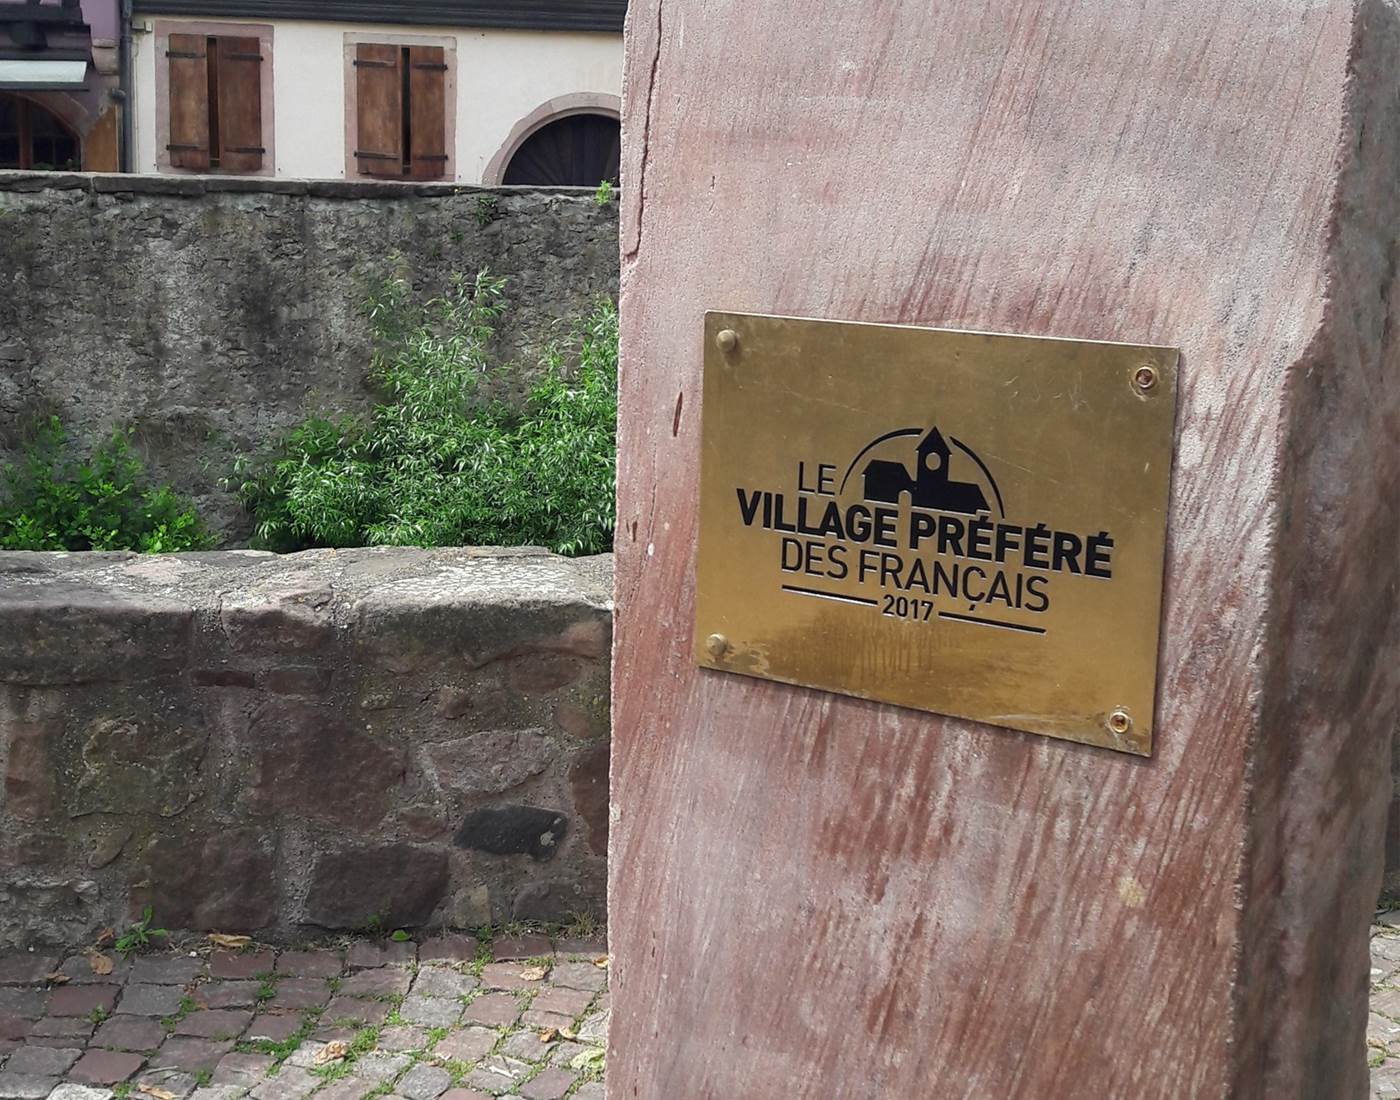 LE
VILLAGE PRÉFÉRÉ
DES FRANÇAIS
2017